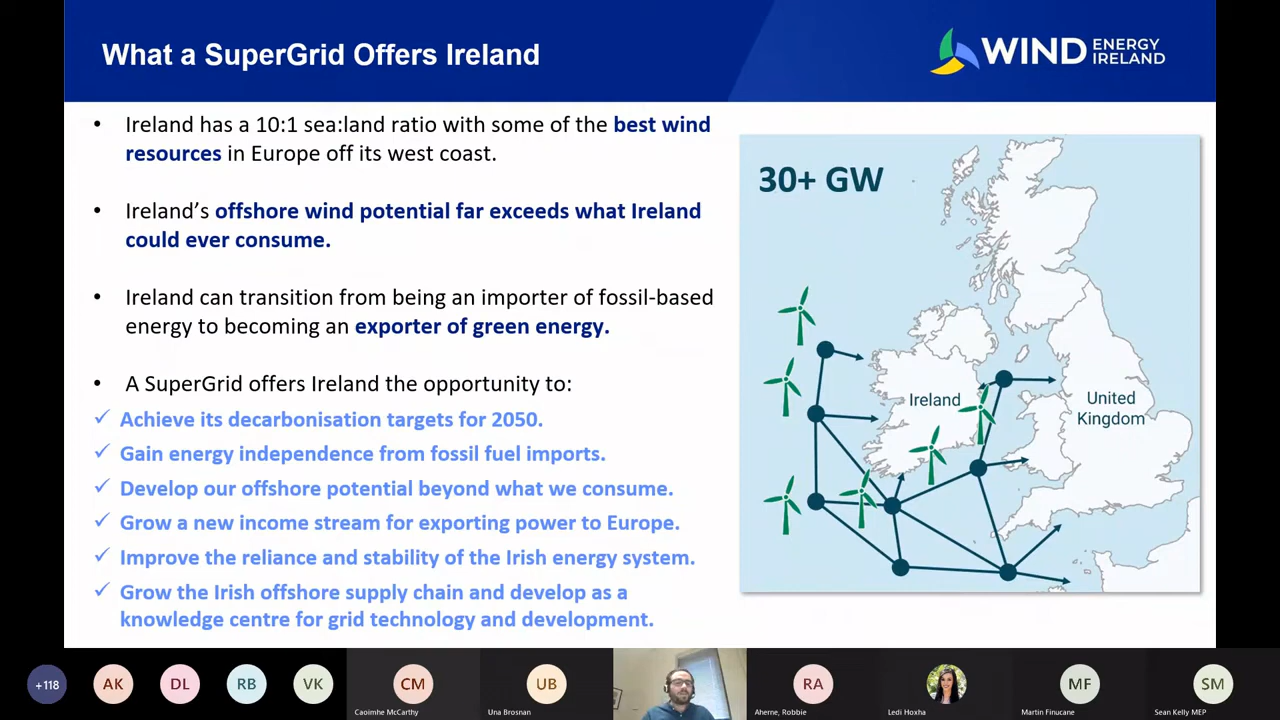 What a SuperGrid Offers Ireland
WIND ENERGY IRELAND
• Ireland has a 10:1 sea:land ratio with some of the best wind
resources in Europe off its west coast.
• Ireland’s offshore wind potential far exceeds what Ireland
could ever consume.
• Ireland can transition from being an importer of fossil-based
energy to becoming an exporter of green energy.
• A SuperGrid offers Ireland the opportunity to:
✓ Achieve its decarbonisation targets for 2050.
✓ Gain energy independence from fossil fuel imports.
✓ Develop our offshore potential beyond what we consume.
✓ Grow a new income stream for exporting power to Europe.
✓ Improve the reliance and stability of the Irish energy system.
✓ Grow the Irish offshore supply chain and develop as a
knowledge centre for grid technology and development.
30+ GW
Ireland
United
Kingdom
+118
AK
DL
RB
VK
CM
Caoimhe McCarthy
UB
Una Brosnan
RA
Aherne, Robbie
Ledi Hoxha
MF
Martin Finucane
SM
Sean Kelly MEP